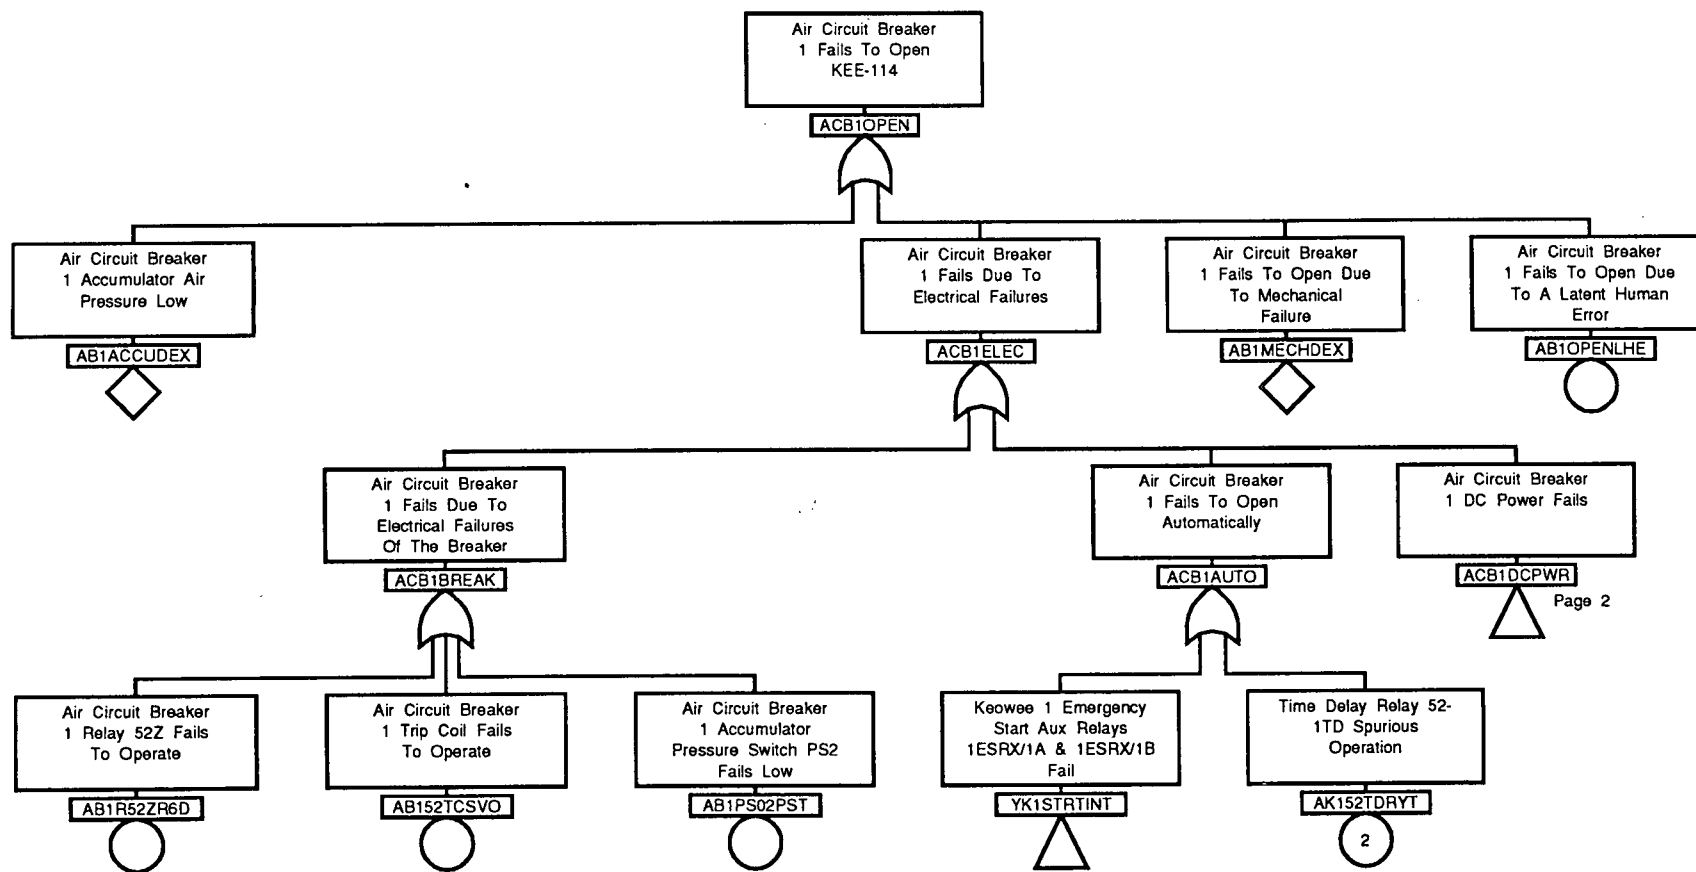 Air Circuit Breaker
1 Fails To Open
KEE-114
ACB1OPEN
Air Circuit Breaker
1 Accumulator Air
Pressure Low
AB1ACCUDEX
Air Circuit Breaker
1 Fails Due To
Electrical Failures
ACB1ELEC
Air Circuit Breaker
1 Fails To Open Due
To Mechanical
Failure
AB1MECHDEX
Air Circuit Breaker
1 Fails To Open Due
To A Latent Human
Error
AB1OPENLHE
Air Circuit Breaker
1 Fails Due To
Electrical Failures
Of The Breaker
ACB1BREAK
Air Circuit Breaker
1 Fails To Open
Automatically
ACB1AUTO
Air Circuit Breaker
1 DC Power Fails
ACB1DCPWR
Page 2
Air Circuit Breaker
1 Relay 52Z Fails
To Operate
AB1R52ZR6D
Air Circuit Breaker
1 Trip Coil Fails
To Operate
AB152TCSVO
Air Circuit Breaker
1 Accumulator
Pressure Switch PS2
Fails Low
AB1PS02PST
Keowee 1 Emergency
Start Aux Relays
1ESRX/1A & 1ESRX/1B
Fail
YK1STRTINT
Time Delay Relay 52-
1TD Spurious
Operation
AK152TDRYT
2